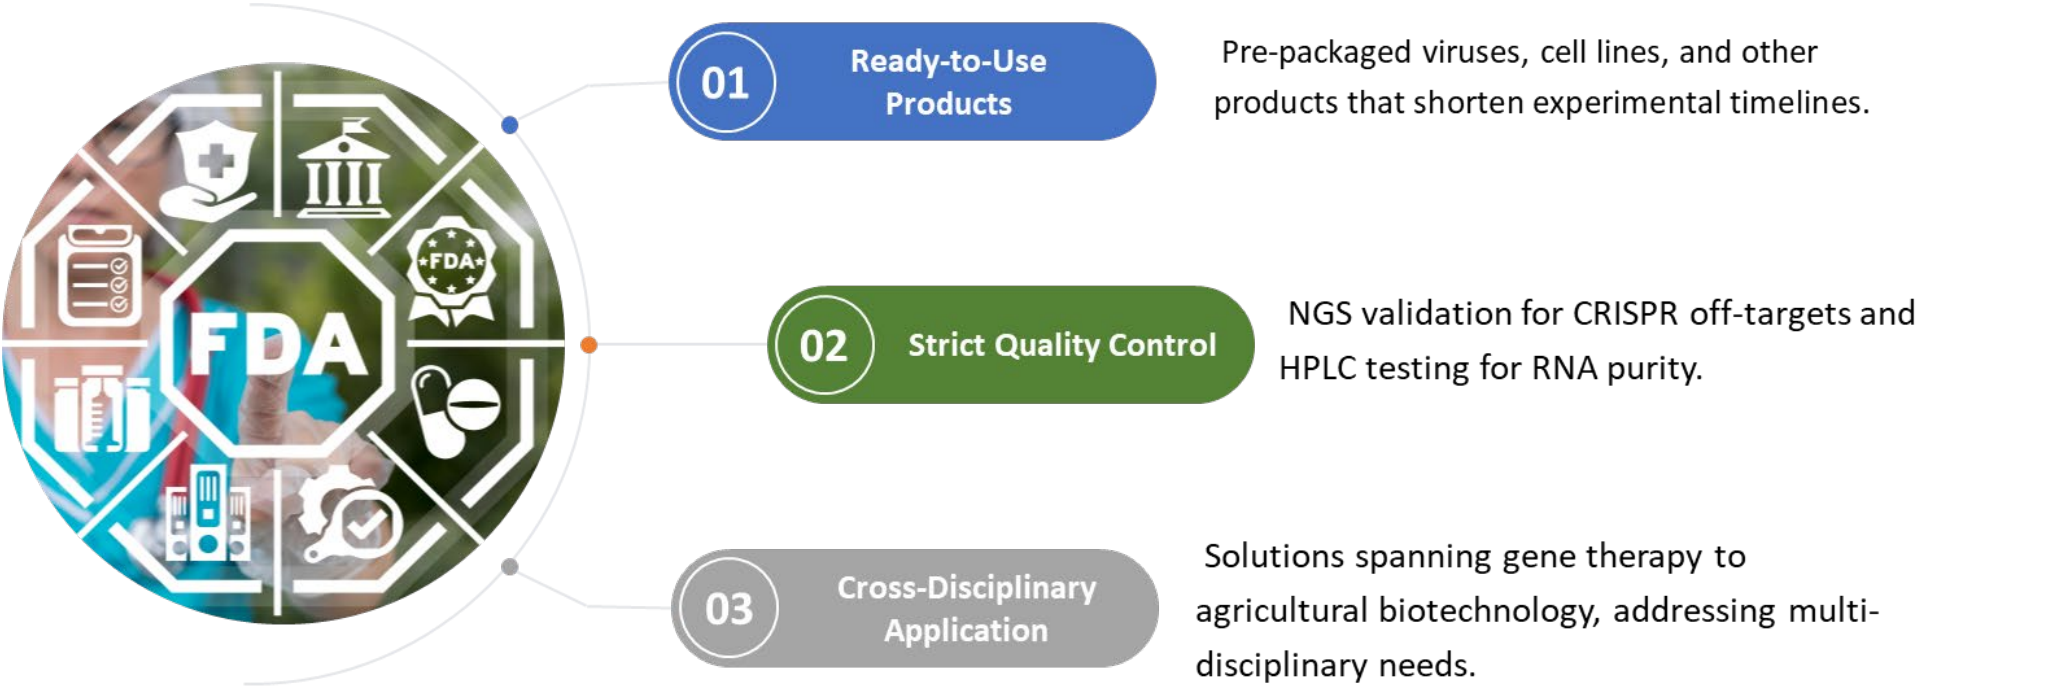 FDA
FDA
01
Ready-to-Use
Products
Pre-packaged viruses, cell lines, and other
products that shorten experimental timelines.
02
Strict Quality Control
NGS validation for CRISPR off-targets and
HPLC testing for RNA purity.
03
Cross-Disciplinary
Application
Solutions spanning gene therapy to
agricultural biotechnology, addressing multi-
disciplinary needs.